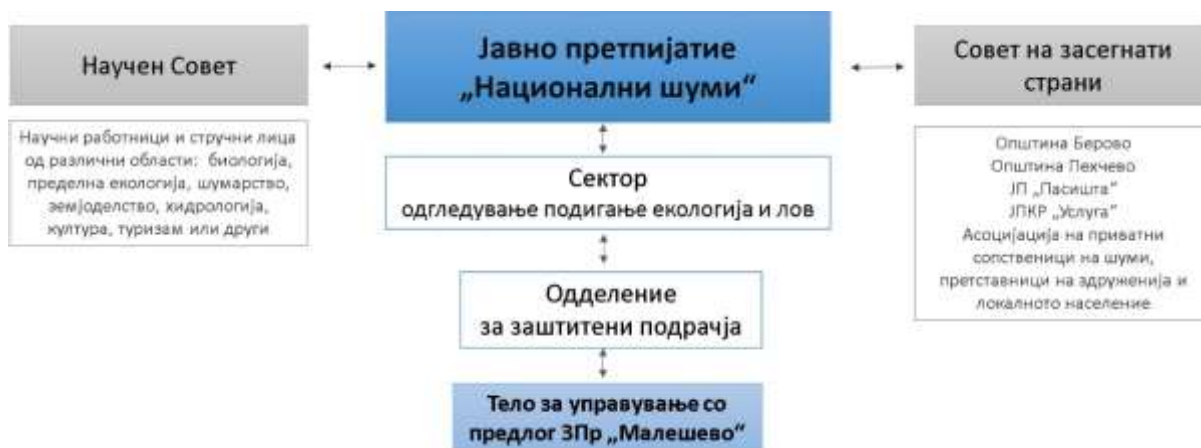 Научен Совет
Научни работници и стручни лица
од различни области: биологија,
пределна екологија, шумарство,
земјоделство, хидрологија,
култура, туризам или други
Јавно претпијатие
„Национални шуми“
Сектор
одгледување подигање екологија и лов
Одделение
за заштитени подрачја
Тело за управување со
предлог ЗПр „Малешево“
Совет на засегнати
страни
Општина Берово
Општина Пехчево
ЈП „Пасишта“
ЈПКР „Услуга“
Асоцијација на приватни
сопственици на шуми,
претставници на здруженија и
локалното население